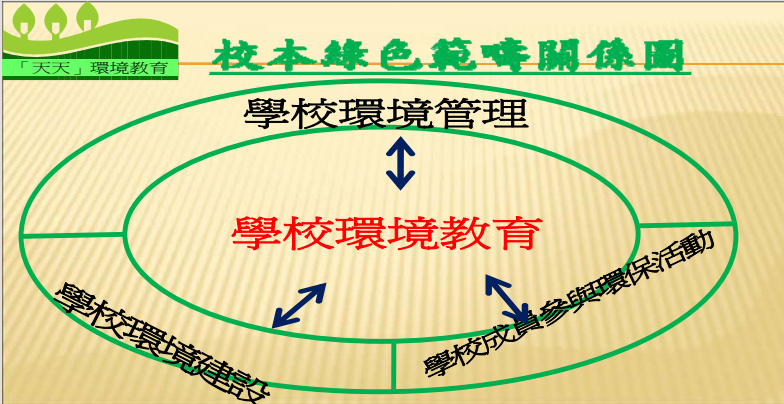 「天天」環境教育
校本綠色範疇關係圖
學校環境管理
學校環境教育
學校環境建設
學校成員參與環保活動